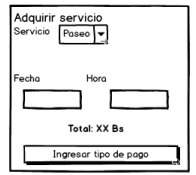 Adquirir servicio
Servicio Paseo
Fecha Hora
Total: XX Bs
Ingresar tipo de pago